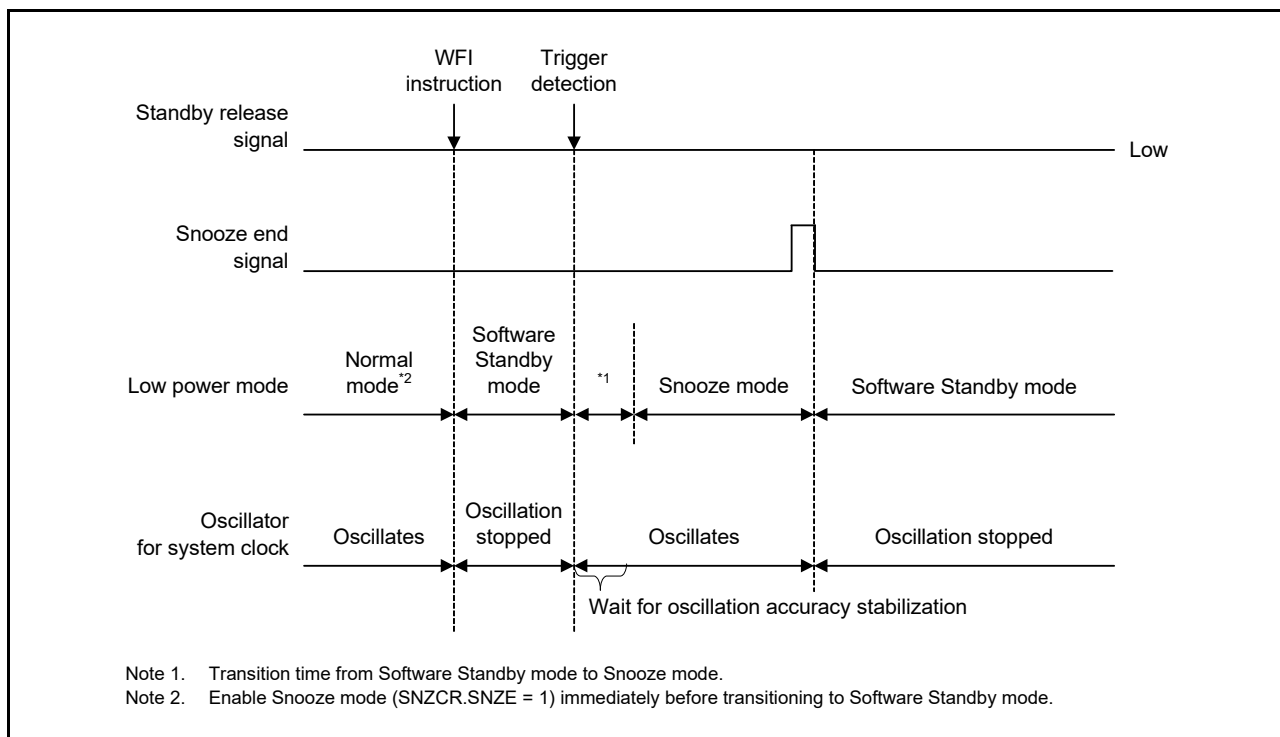 WFI
instruction
Trigger
detection
Standby release
signal
Low
Snooze end
signal
Low power mode
Normal
mode*2
Software
Standby
mode
*1
Snooze mode
Software Standby mode
Oscillator
for system clock
Oscillates
Oscillation
stopped
Oscillates
Oscillation stopped
Wait for oscillation accuracy stabilization
Note 1. Transition time from Software Standby mode to Snooze mode.
Note 2. Enable Snooze mode (SNZCR.SNZE = 1) immediately before transitioning to Software Standby mode.